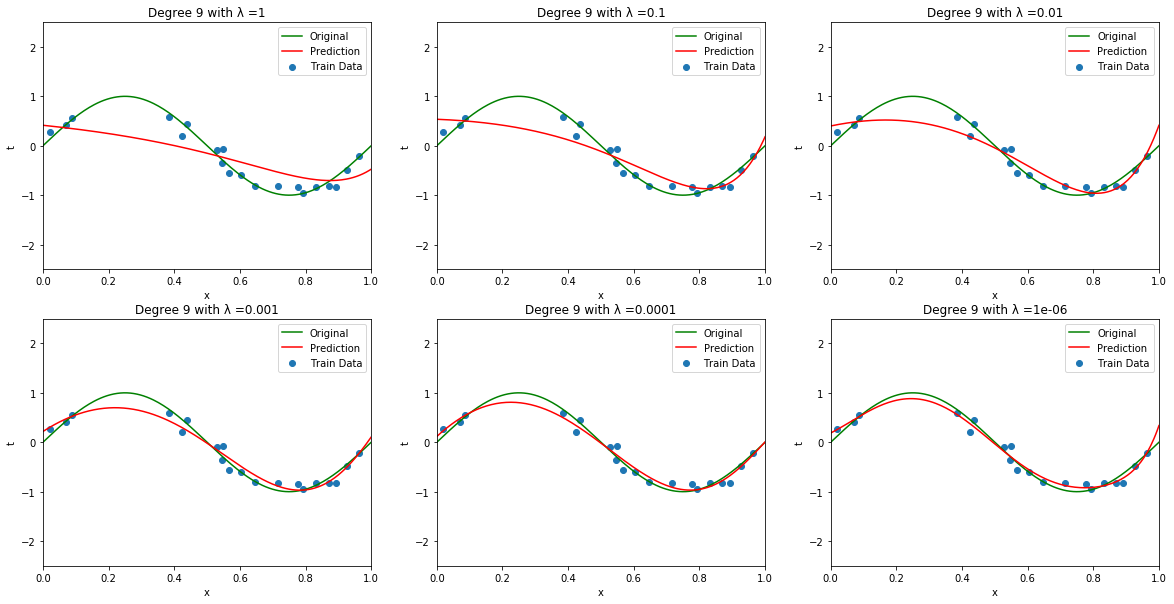 Degree 9 with λ =1
Original
Prediction
Train Data
2
1
0
−1
−2
t
0.0 0.2 0.4 0.6 0.8 1.0
x
Degree 9 with λ =0.1
Original
Prediction
Train Data
2
1
0
−1
−2
t
0.0 0.2 0.4 0.6 0.8 1.0
x
Degree 9 with λ =0.01
Original
Prediction
Train Data
2
1
0
−1
−2
t
0.0 0.2 0.4 0.6 0.8 1.0
x
Degree 9 with λ =0.001
Original
Prediction
Train Data
2
1
0
−1
−2
t
0.0 0.2 0.4 0.6 0.8 1.0
x
Degree 9 with λ =0.0001
Original
Prediction
Train Data
2
1
0
−1
−2
t
0.0 0.2 0.4 0.6 0.8 1.0
x
Degree 9 with λ =1e-06
Original
Prediction
Train Data
2
1
0
−1
−2
t
0.0 0.2 0.4 0.6 0.8 1.0
x